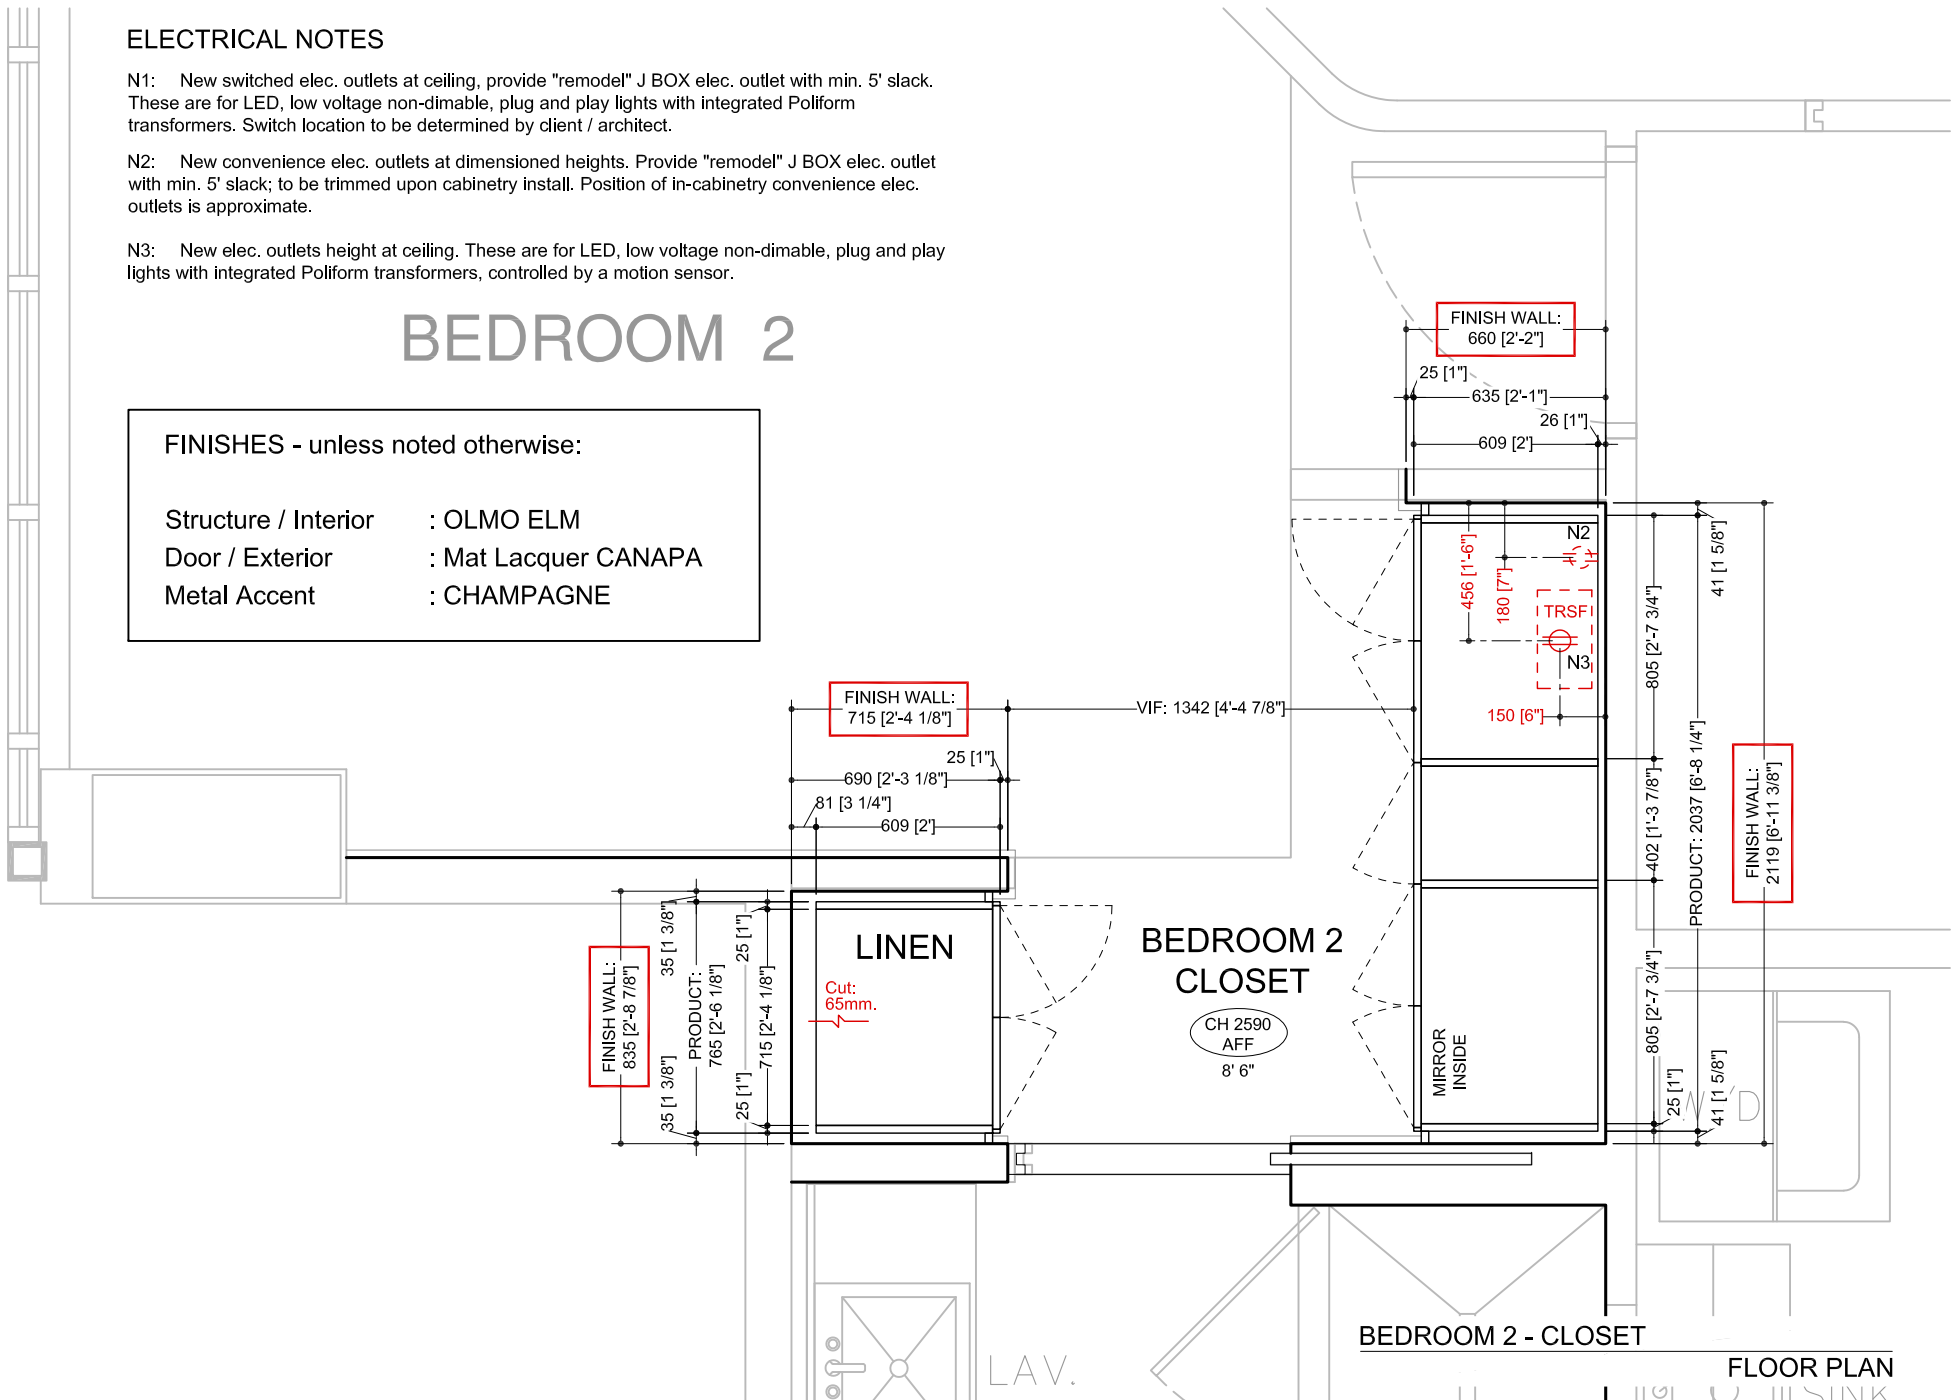 ELECTRICAL NOTES
N1: New switched elec. outlets at ceiling, provide "remodel" J BOX elec. outlet with min. 5' slack.
These are for LED, low voltage non-dimable, plug and play lights with integrated Poliform
transformers. Switch location to be determined by client / architect.
N2: New convenience elec. outlets at dimensioned heights. Provide "remodel" J BOX elec. outlet
with min. 5' slack; to be trimmed upon cabinetry install. Position of in-cabinetry convenience elec.
outlets is approximate.
N3: New elec. outlets height at ceiling. These are for LED, low voltage non-dimable, plug and play
lights with integrated Poliform transformers, controlled by a motion sensor.
BEDROOM 2
FINISHES - unless noted otherwise:
Structure / Interior : OLMO ELM
Door / Exterior : Mat Lacquer CANAPA
Metal Accent : CHAMPAGNE
FINISH WALL:
660 [2'-2"]
25 [1"]
635 [2'-1"]
26 [1"]
609 [2']
N2
456 [1'-6"]
180 [7"]
TRSF
N3
150 [6"]
41 [1 5/8"]
805 [2'-7 3/4"]
402 [1'-3 7/8"]
805 [2'-7 3/4"]
PRODUCT: 2037 [6'-8 1/4"]
FINISH WALL:
2119 [6'-11 3/8"]
25 [1"]
41 [1 5/8"]
FINISH WALL:
715 [2'-4 1/8"]
VIF: 1342 [4'-4 7/8"]
25 [1"]
690 [2'-3 1/8"]
81 [3 1/4"]
609 [2']
FINISH WALL:
835 [2'-8 7/8"]
35 [1 3/8"]
PRODUCT:
765 [2'-6 1/8"]
35 [1 3/8"]
25 [1"]
715 [2'-4 1/8"]
25 [1"]
LINEN
Cut:
65mm.
BEDROOM 2
CLOSET
CH 2590
AFF
8' 6"
MIRROR
INSIDE
LAV.
BEDROOM 2 - CLOSET
FLOOR PLAN